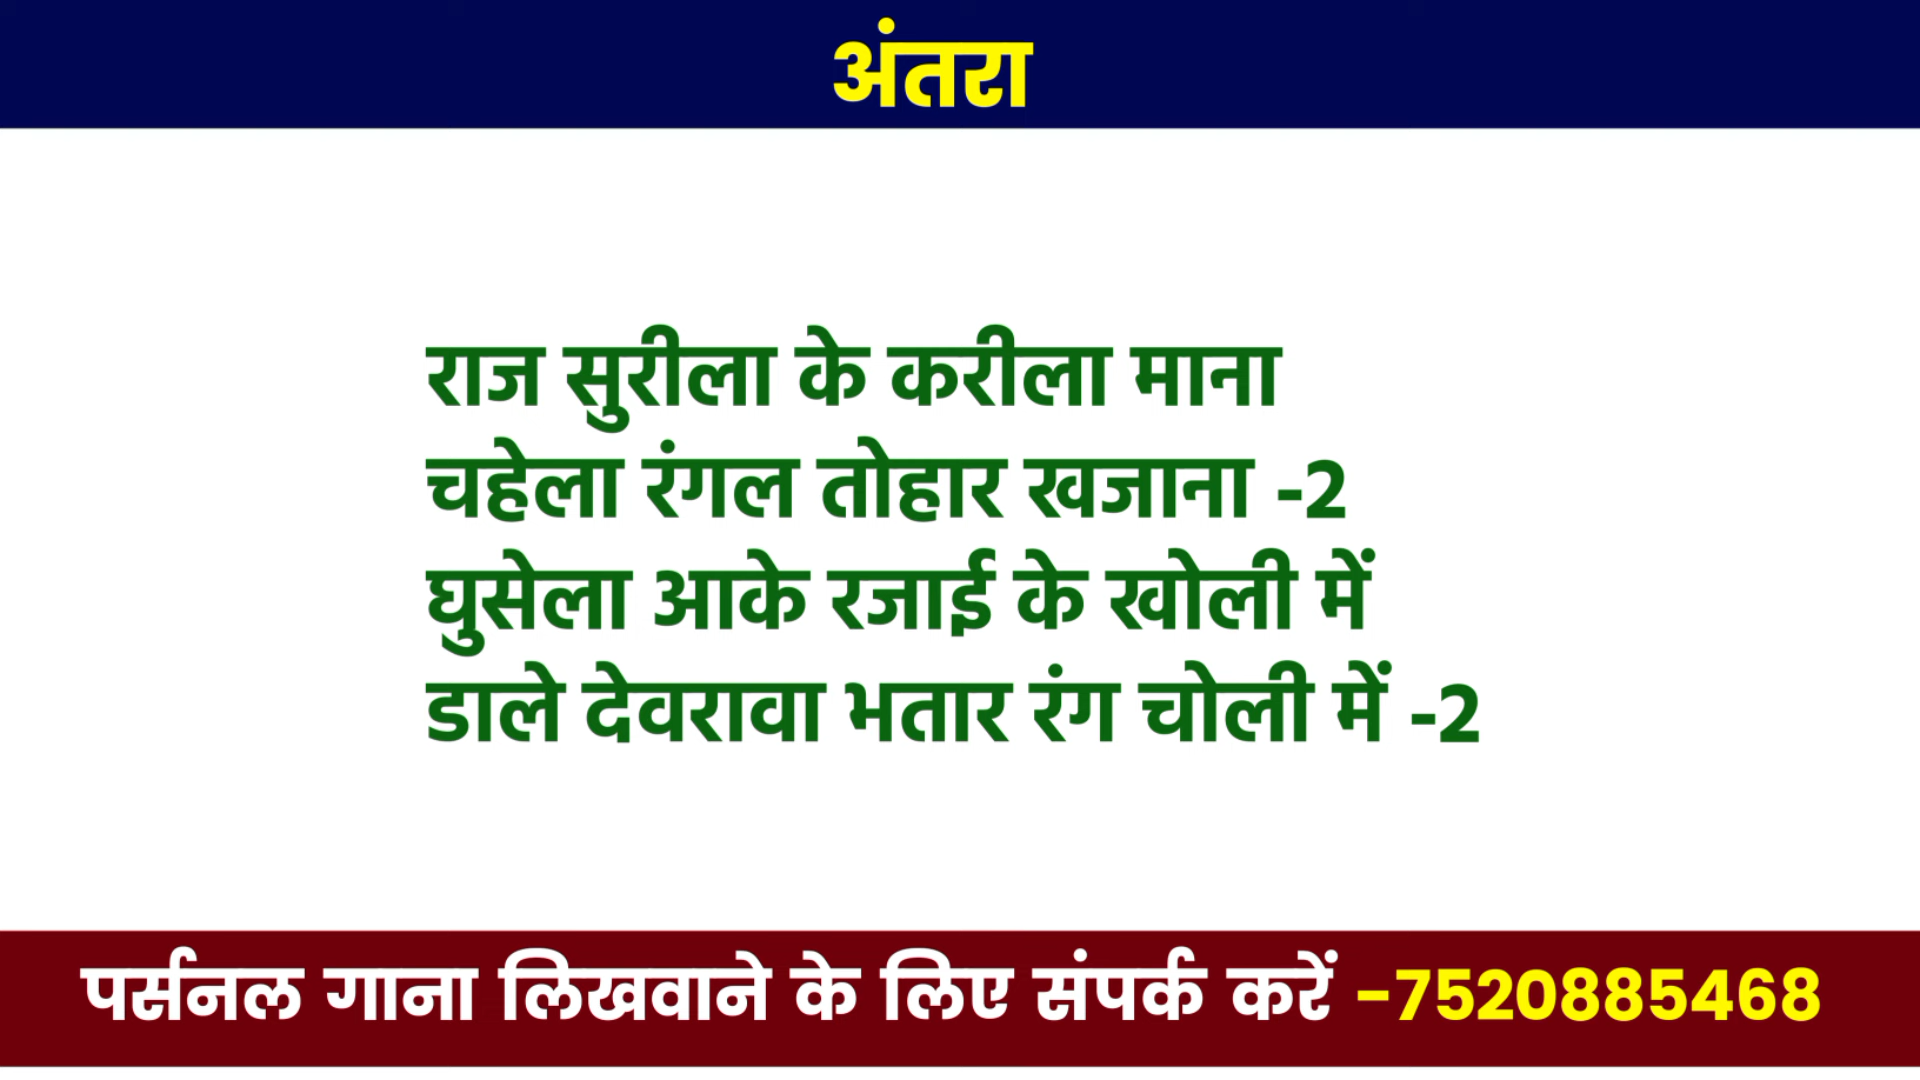 अंतरा
राज सुरीला के करीला माना
चहेला रंगल तोहार खजाना -2
घुसेला आके रजाई के खोली में
डाले देवरावा भतार रंग चोली में -2
पर्सनल गाना लिखवाने के लिए संपर्क करें -7520885468